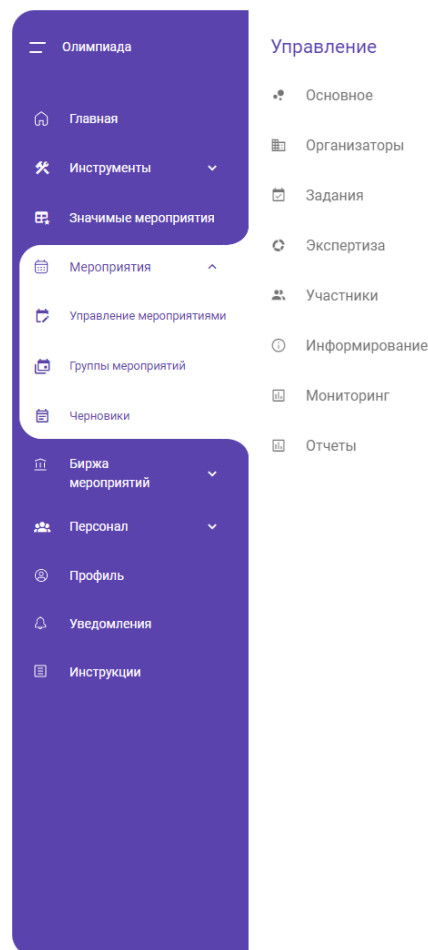 Олимпиада
Главная
Инструменты
Значимые мероприятия
Мероприятия
Управление мероприятиями
Группы мероприятий
Черновики
Биржа
мероприятий
Персонал
Профиль
Уведомления
Инструкции
Управление
Основное
Организаторы
Задания
Экспертиза
Участники
Информирование
Мониторинг
Отчеты